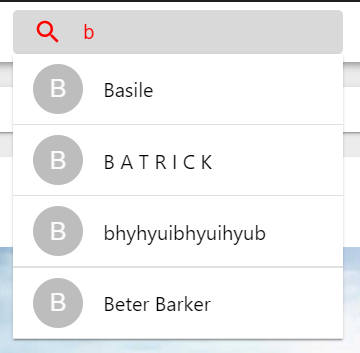 b
B Basile
B B A T R I C K
B bhyhyuibhyuihyub
B Beter Barker